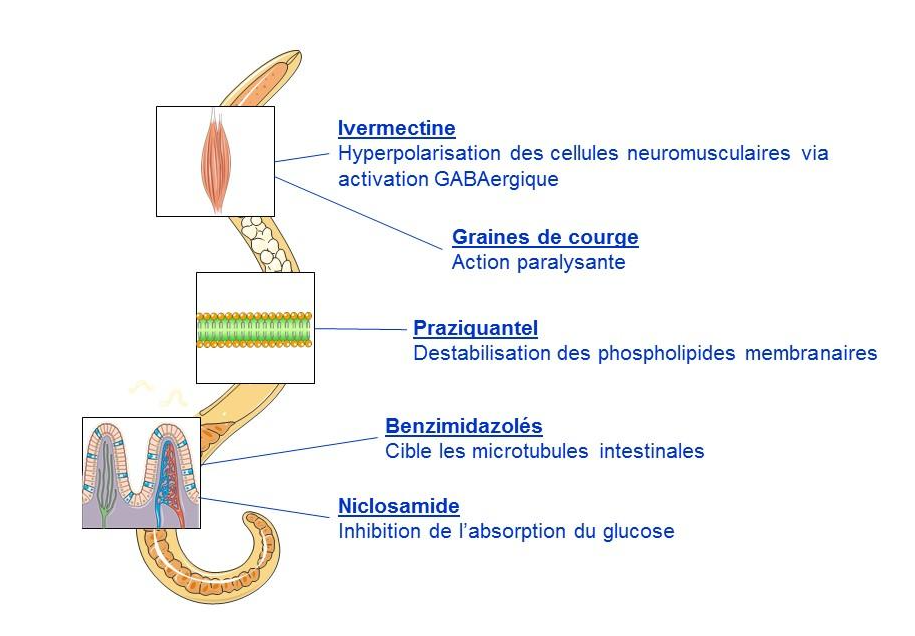 Ivermectine
Hyperpolarisation des cellules neuromusculaires via
activation GABAergique
Graines de courge
Action paralysante
Praziquantel
Destabilisation des phospholipides membranaires
Benzimidazolés
Cible les microtubules intestinales
Niclosamide
Inhibition de l’absorption du glucose